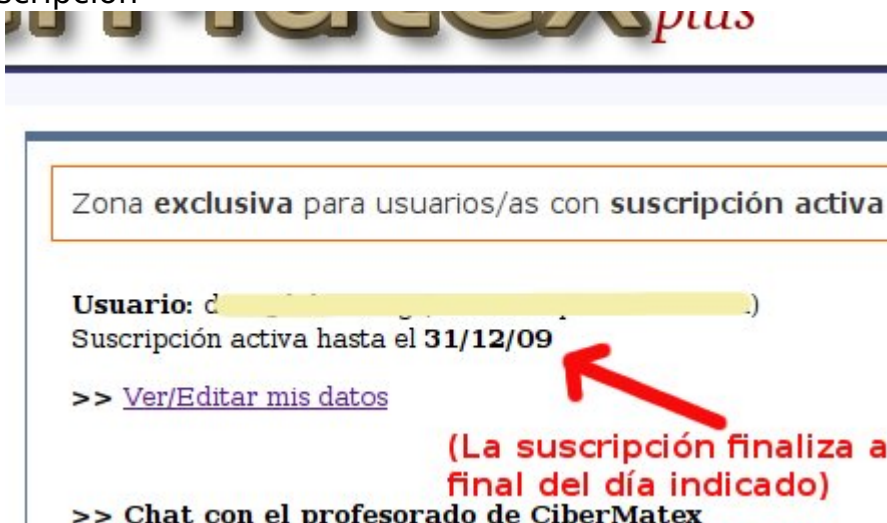 scripción
plus
Zona exclusiva para usuarios/as con suscripción activa
Usuario:
Suscripción activa hasta el 31/12/09
>> Ver/Editar mis datos
(La suscripción finaliza a
final del día indicado)
>> Chat con el profesorado de CiberMatex